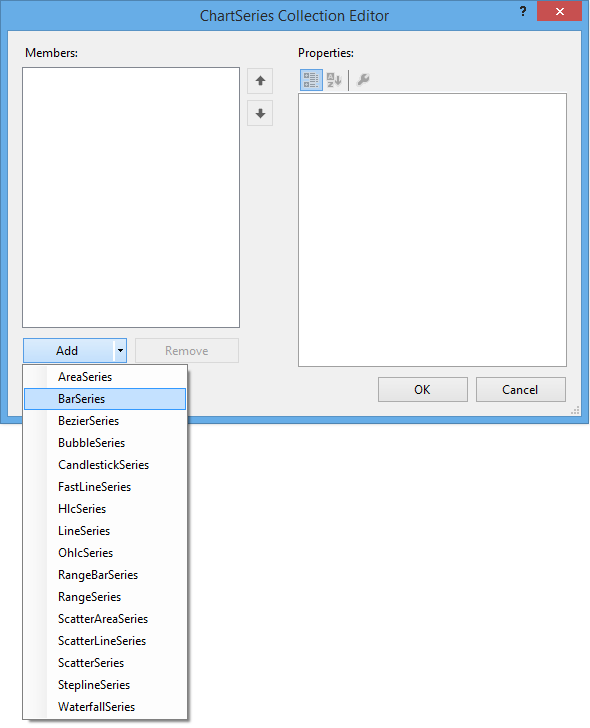 ChartSeries Collection Editor
?
Members:
Properties:
Add
Remove
OK
Cancel
AreaSeries
BarSeries
BezierSeries
BubbleSeries
CandlestickSeries
FastLineSeries
HlcSeries
LineSeries
OhlcSeries
RangeBarSeries
RangeSeries
ScatterAreaSeries
ScatterLineSeries
ScatterSeries
SteplineSeries
WaterfallSeries